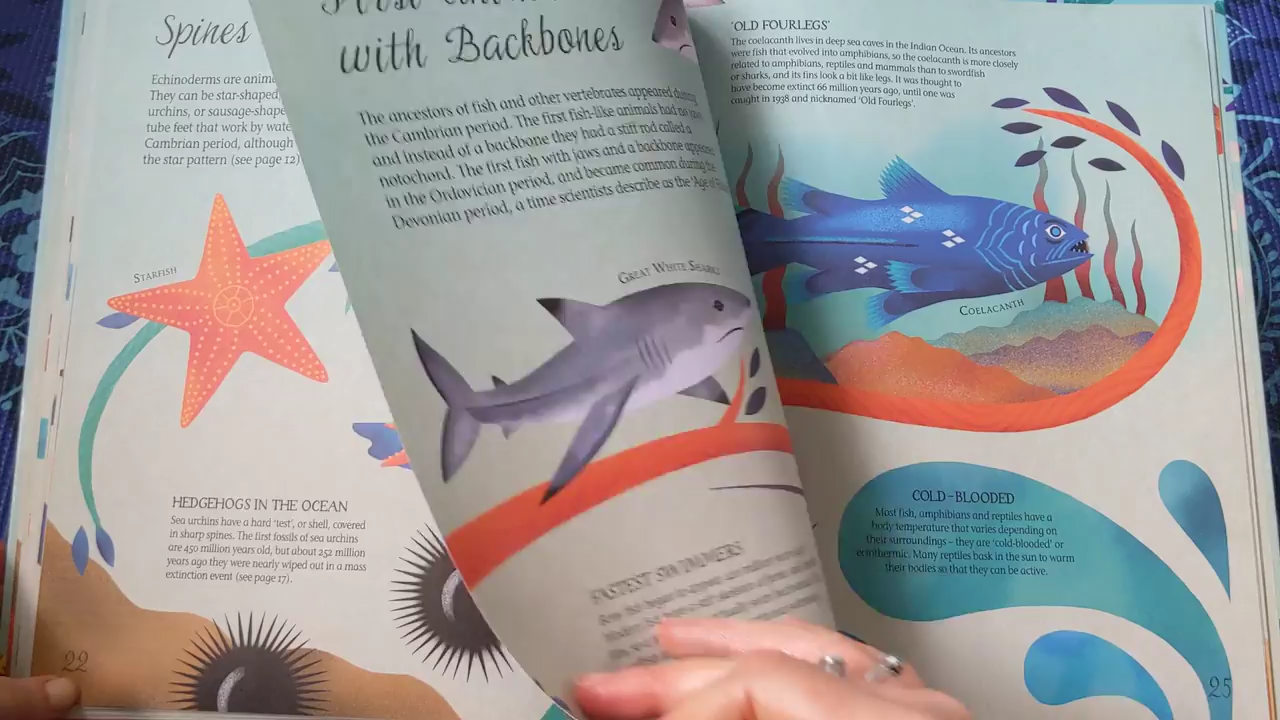 Spines
Echinoderms are anim
They can be star-shaped,
urchins, or sausage-shape
tube feet that work by wate
Cambrian period, although
the star pattern (see page 12)
STARFISH
HEDGEHOGS IN THE OCEAN
Sea urchins have a hard 'test', or shell, covered
in sharp spines. The first fossils of sea urchins
are 450 million years old, but about 252 million
years ago they were nearly wiped out in a mass
extinction event (see page 17).
22
First
with Backbones
The ancestors of fish and other vertebrates appeared during
the Cambrian period. The first fish-like animals had no jaws
and instead of a backbone they had a stiff rod called a
notochord. The first fish with jaws and a backbone appeared
in the Ordovician period, and became common during the
Devonian period, a time scientists describe as the 'Age of
GREAT WHITE SHARKS
FASTEST SWIMMERS
'OLD FOURLEGS'
The coelacanth lives in deep sea caves in the Indian Ocean. Its ancestors
were fish that evolved into amphibians, so the coelacanth is more closely
related to amphibians, reptiles and mammals than to swordfish
or sharks, and its fins look a bit like legs. It was thought to
have become extinct 66 million years ago, until one was
caught in 1938 and nicknamed 'Old Fourlegs'.
COELACANTH
COLD-BLOODED
Most fish, amphibians and reptiles have a
body temperature that varies depending on
their surroundings – they are 'cold-blooded' or
ectothermic. Many reptiles bask in the sun to warm
their bodies so that they can be active.
25